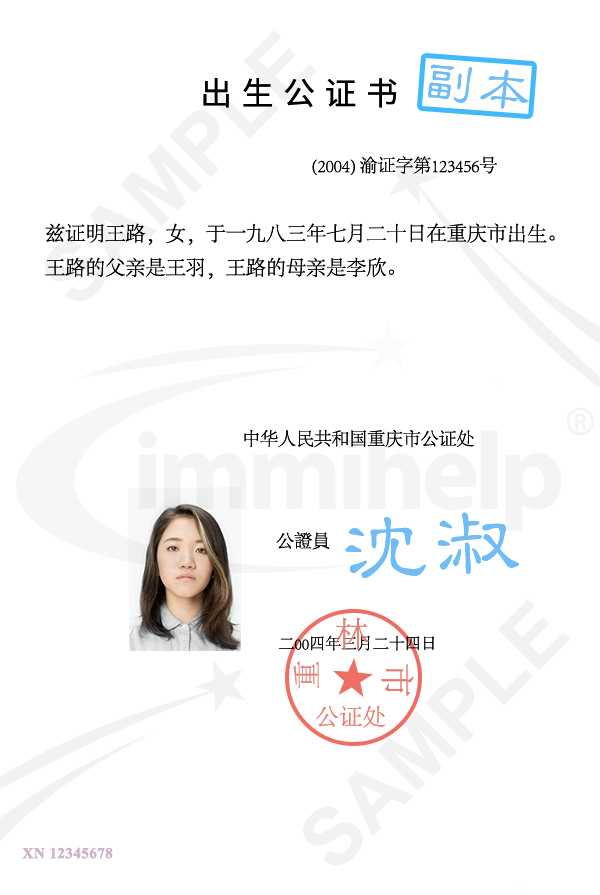 出生公证书
副本
(2004) 渝证字第123456号
兹证明王路，女，于一九八三年七月二十日在重庆市出生。
王路的父亲是王羽，王路的母亲是李欣。
中华人民共和国重庆市公证处
immihelp®
公證員 沈淑
二00四年三月二十四日
重林市
公证处
SAMPLE
SAMPLE
XN 12345678